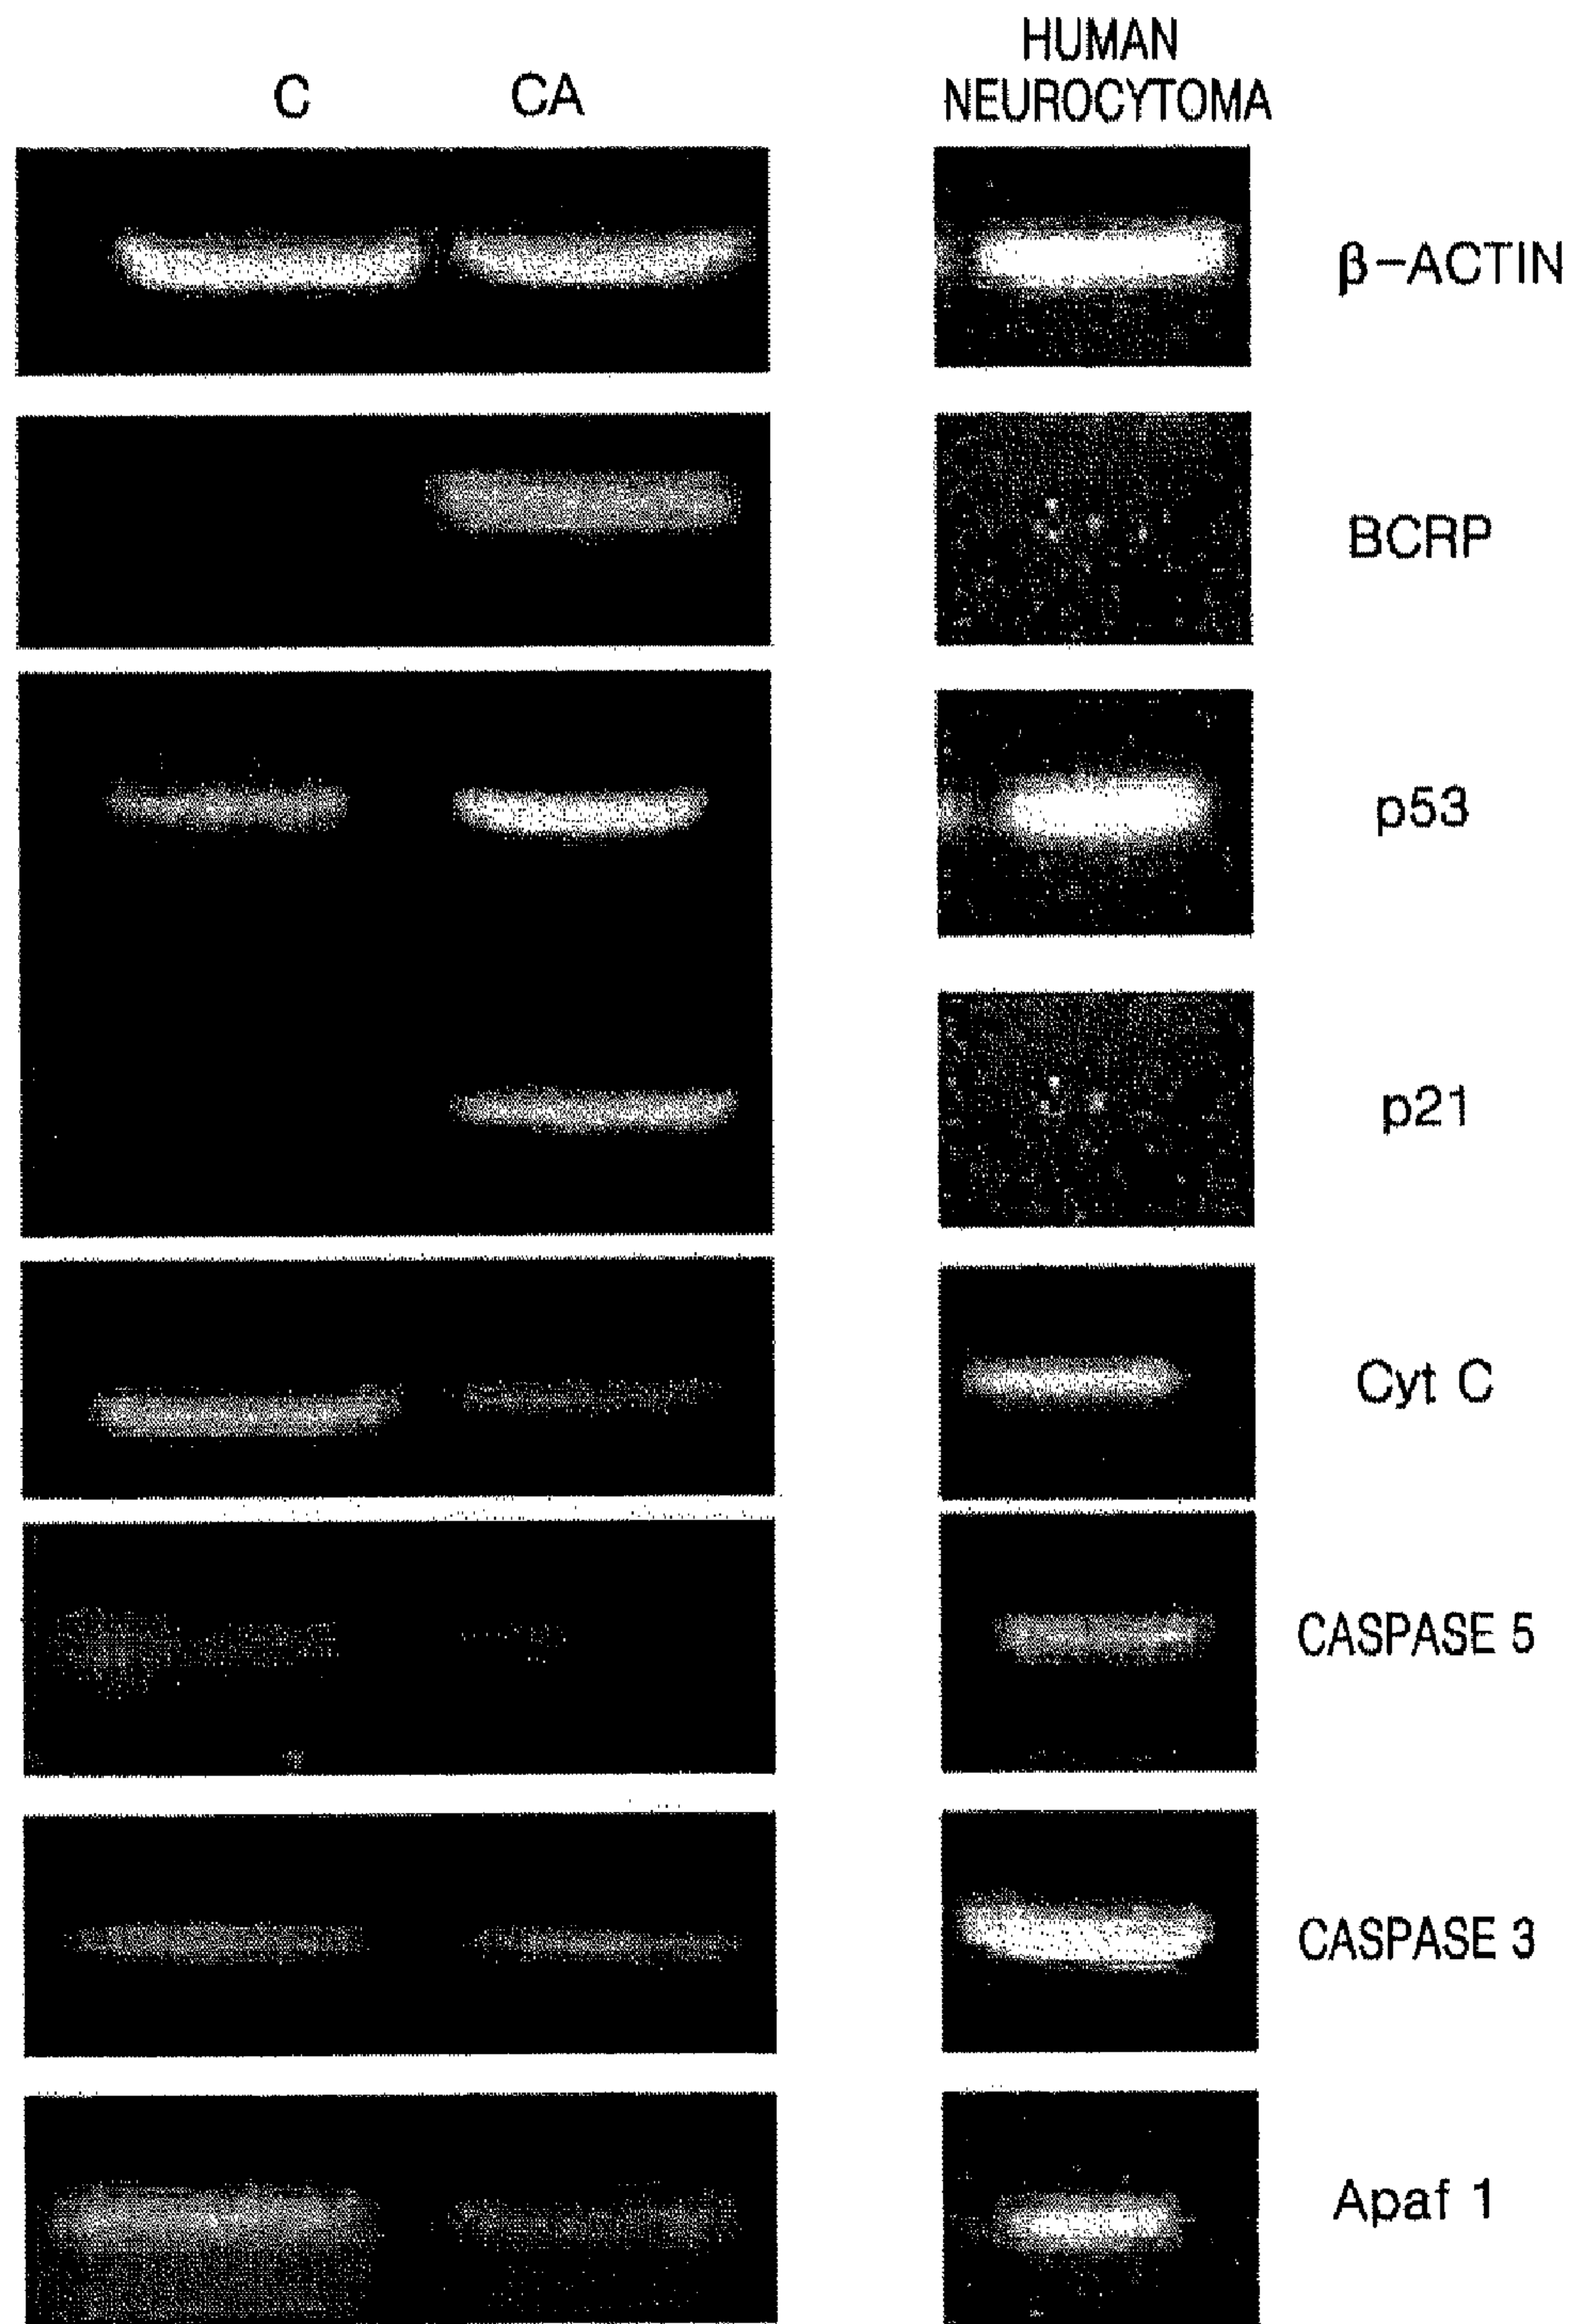 C CA HUMAN
NEUROCYTOMA
β-ACTIN
BCRP
p53
p21
Cyt C
CASPASE 5
CASPASE 3
Apaf 1